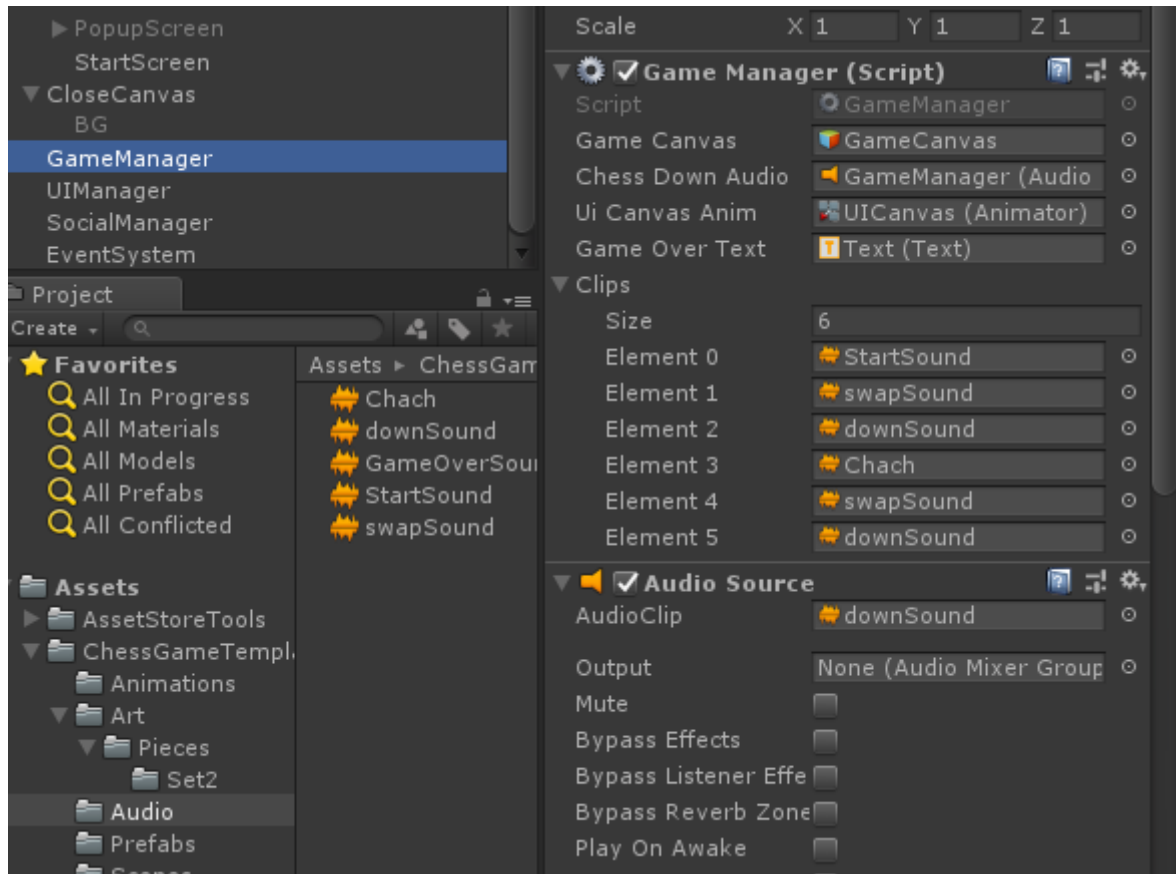 PopupScreen
StartScreen
CloseCanvas
BG
GameManager
UIManager
SocialManager
EventSystem
Project
Create
Favorites
All In Progress
All Materials
All Models
All Prefabs
All Conflicted
Assets
AssetStoreTools
ChessGameTempl
Animations
Art
Pieces
Set2
Audio
Prefabs
Scenes
Assets ▸ ChessGam
Chach
downSound
GameOverSou
StartSound
swapSound
Scale X 1 Y 1 Z 1
Game Manager (Script)
Script GameManager
Game Canvas GameCanvas
Chess Down Audio GameManager (Audio
Ui Canvas Anim UICanvas (Animator)
Game Over Text Text (Text)
Clips
Size 6
Element 0 StartSound
Element 1 swapSound
Element 2 downSound
Element 3 Chach
Element 4 swapSound
Element 5 downSound
Audio Source
AudioClip downSound
Output None (Audio Mixer Group
Mute
Bypass Effects
Bypass Listener Effe
Bypass Reverb Zone
Play On Awake